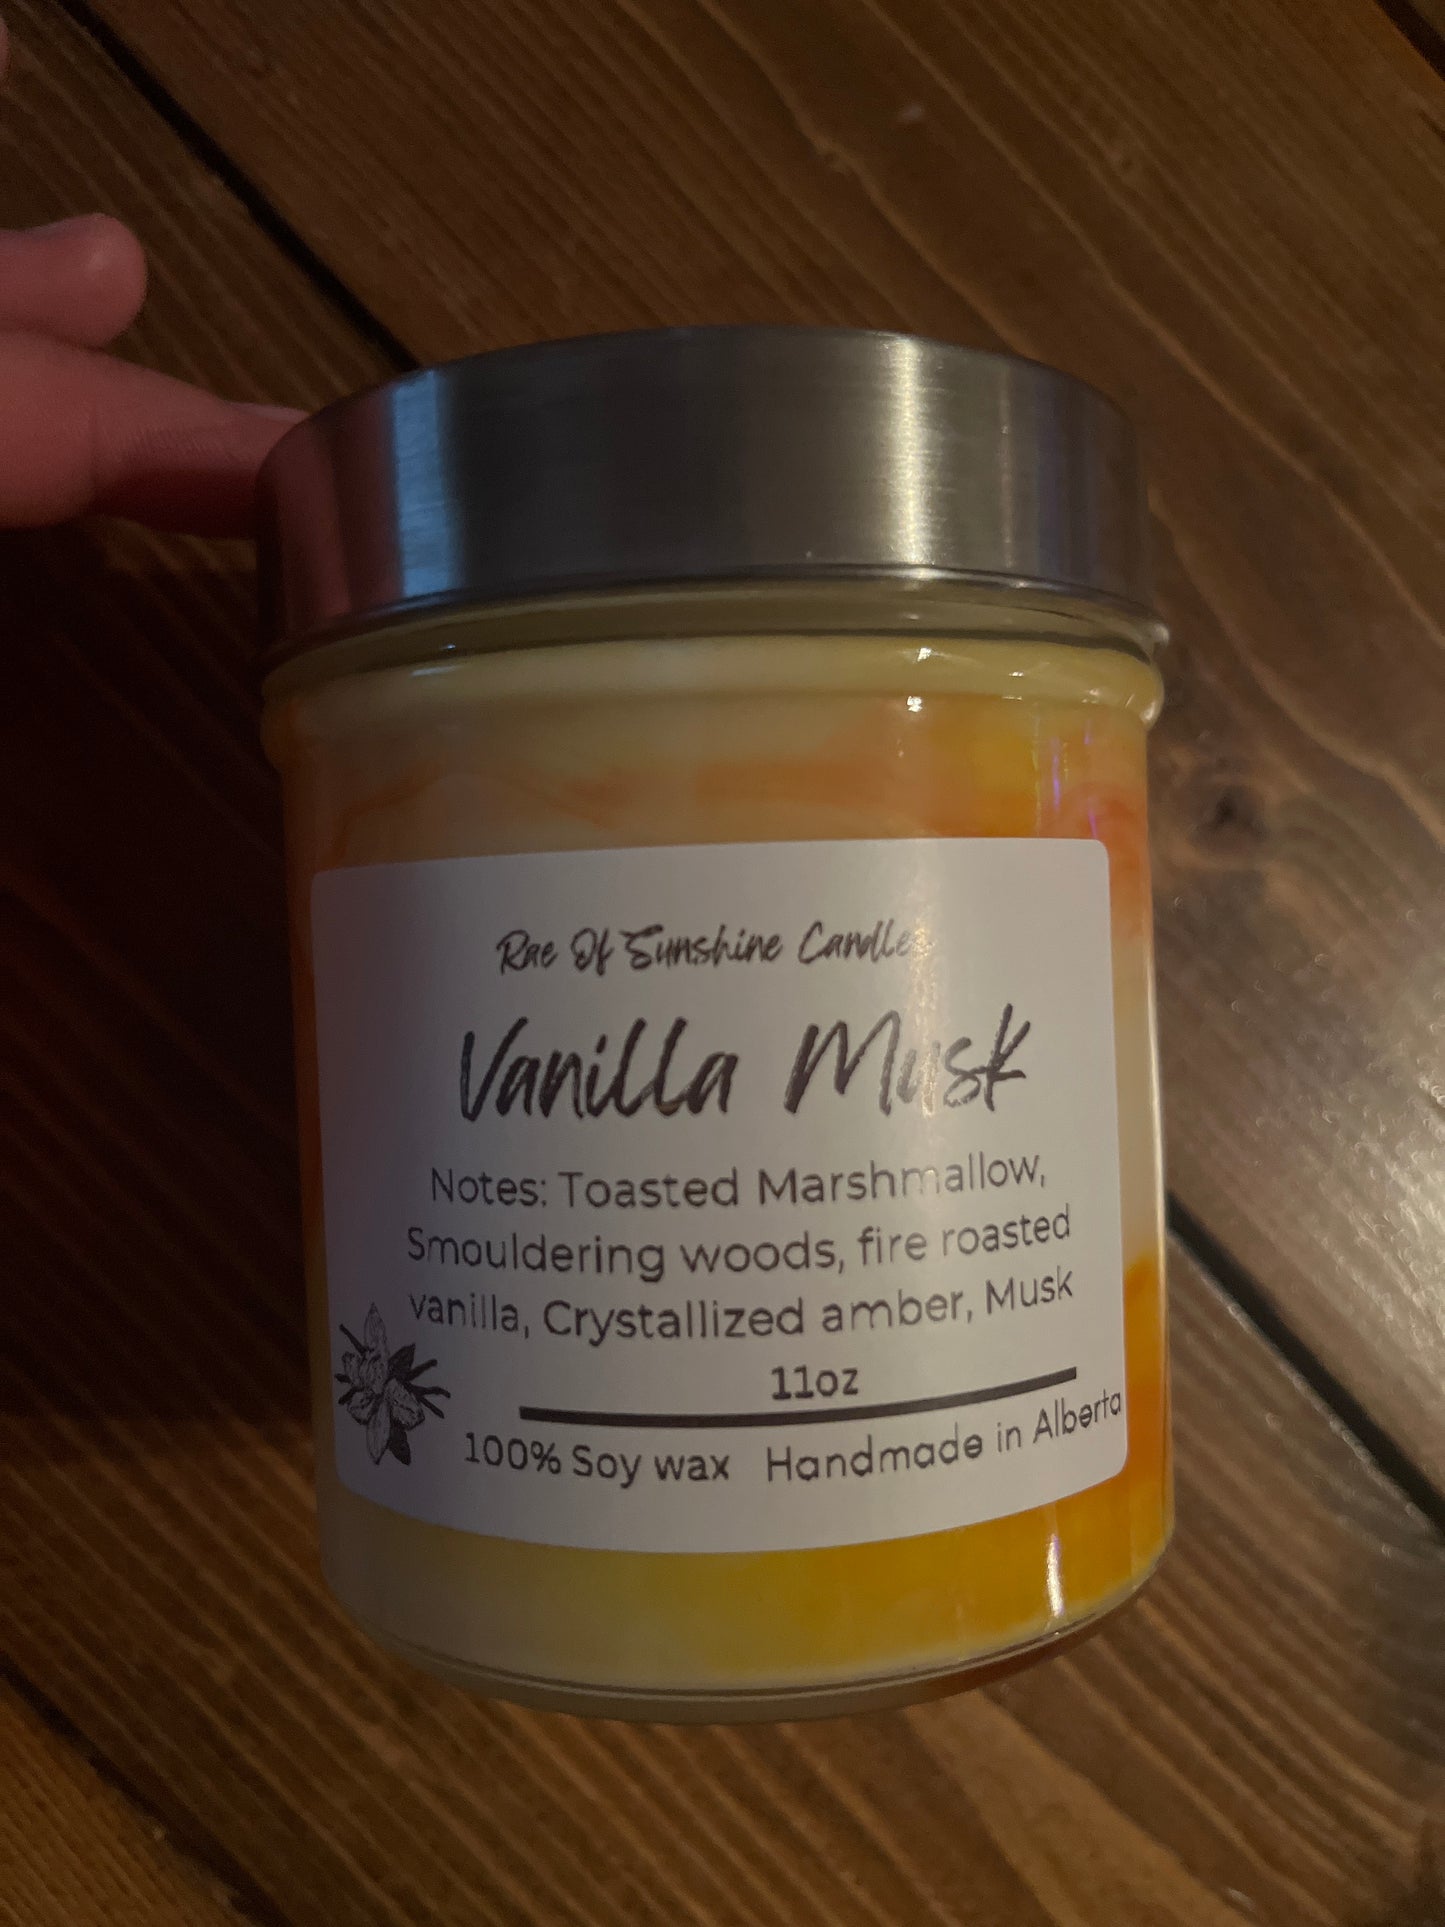 Rae Of Sunshine Candles
Vanilla Musk
Notes: Toasted Marshmallow,
Smouldering woods, fire roasted
vanilla, Crystallized amber, Musk
11oz
100% Soy wax Handmade in Alberta